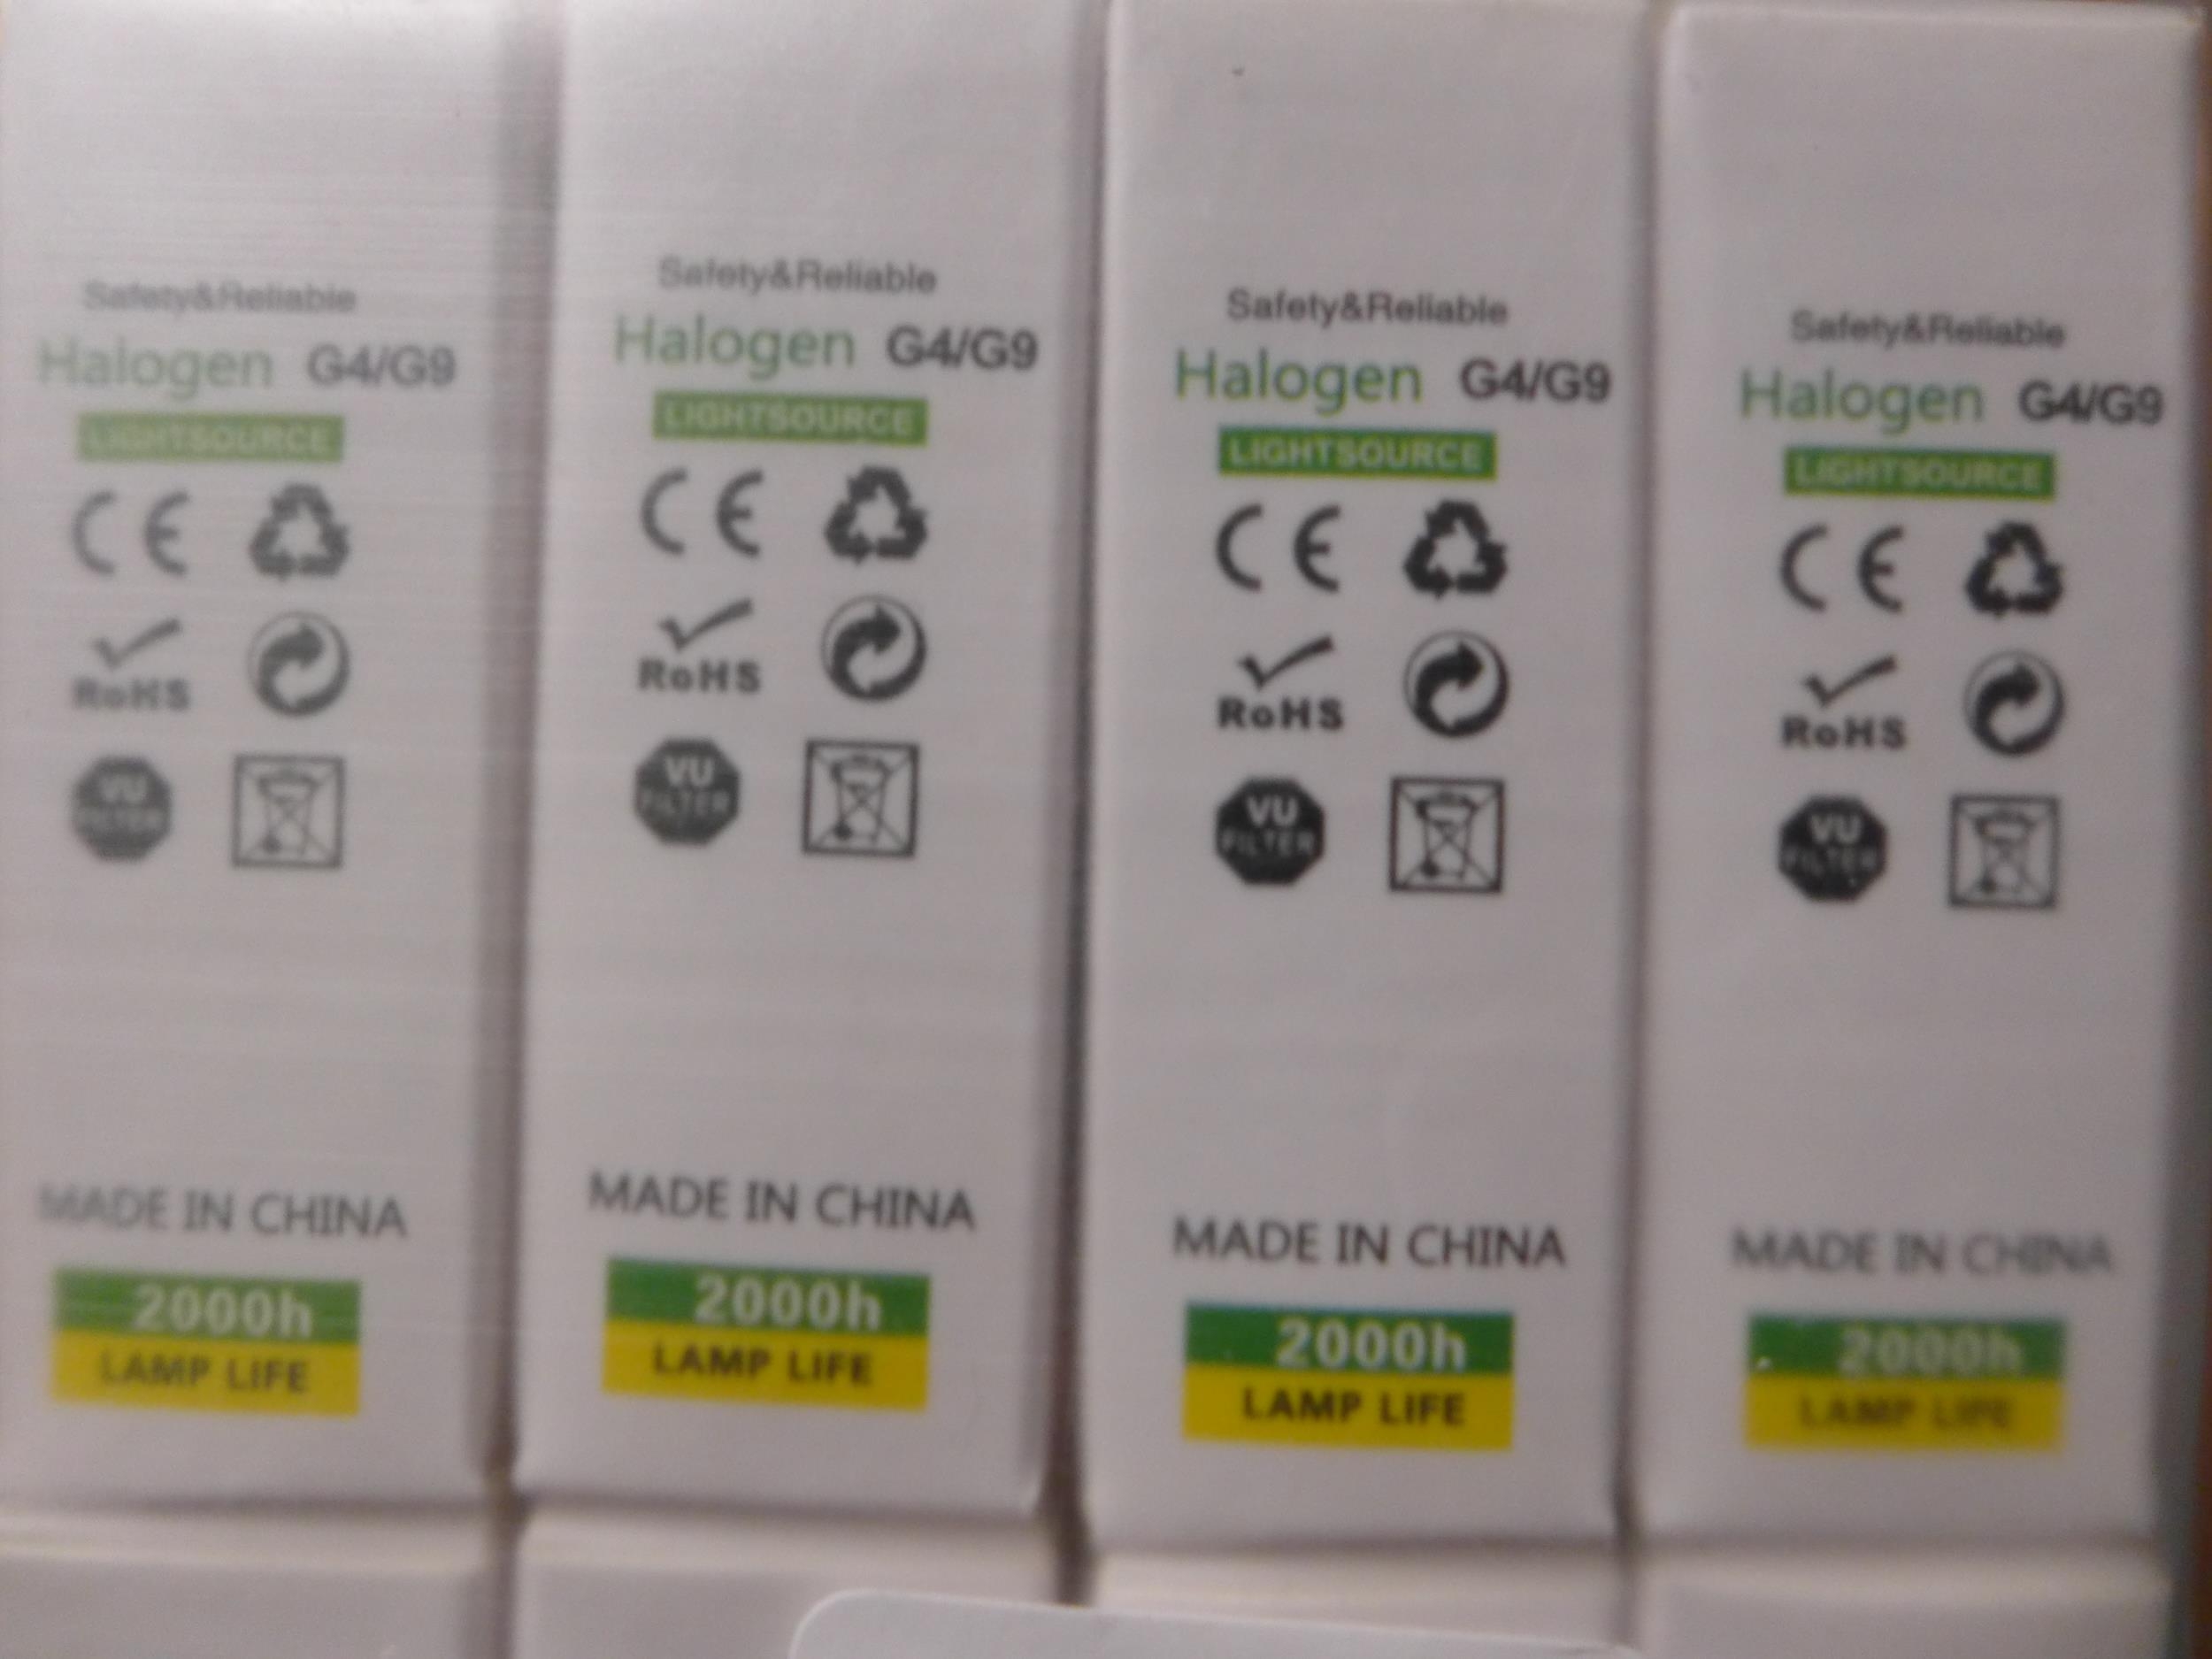 Safety&Reliable
Halogen G4/G9
LIGHTSOURCE
CE
RoHS
VU
FILTER
MADE IN CHINA
2000h
LAMP LIFE
Safety&Reliable
Halogen G4/G9
LIGHTSOURCE
CE
RoHS
VU
FILTER
MADE IN CHINA
2000h
LAMP LIFE
Safety&Reliable
Halogen G4/G9
LIGHTSOURCE
CE
RoHS
VU
FILTER
MADE IN CHINA
2000h
LAMP LIFE
Safety&Reliable
Halogen G4/G9
LIGHTSOURCE
CE
RoHS
VU
FILTER
MADE IN CHINA
2000h
LAMP LIFE